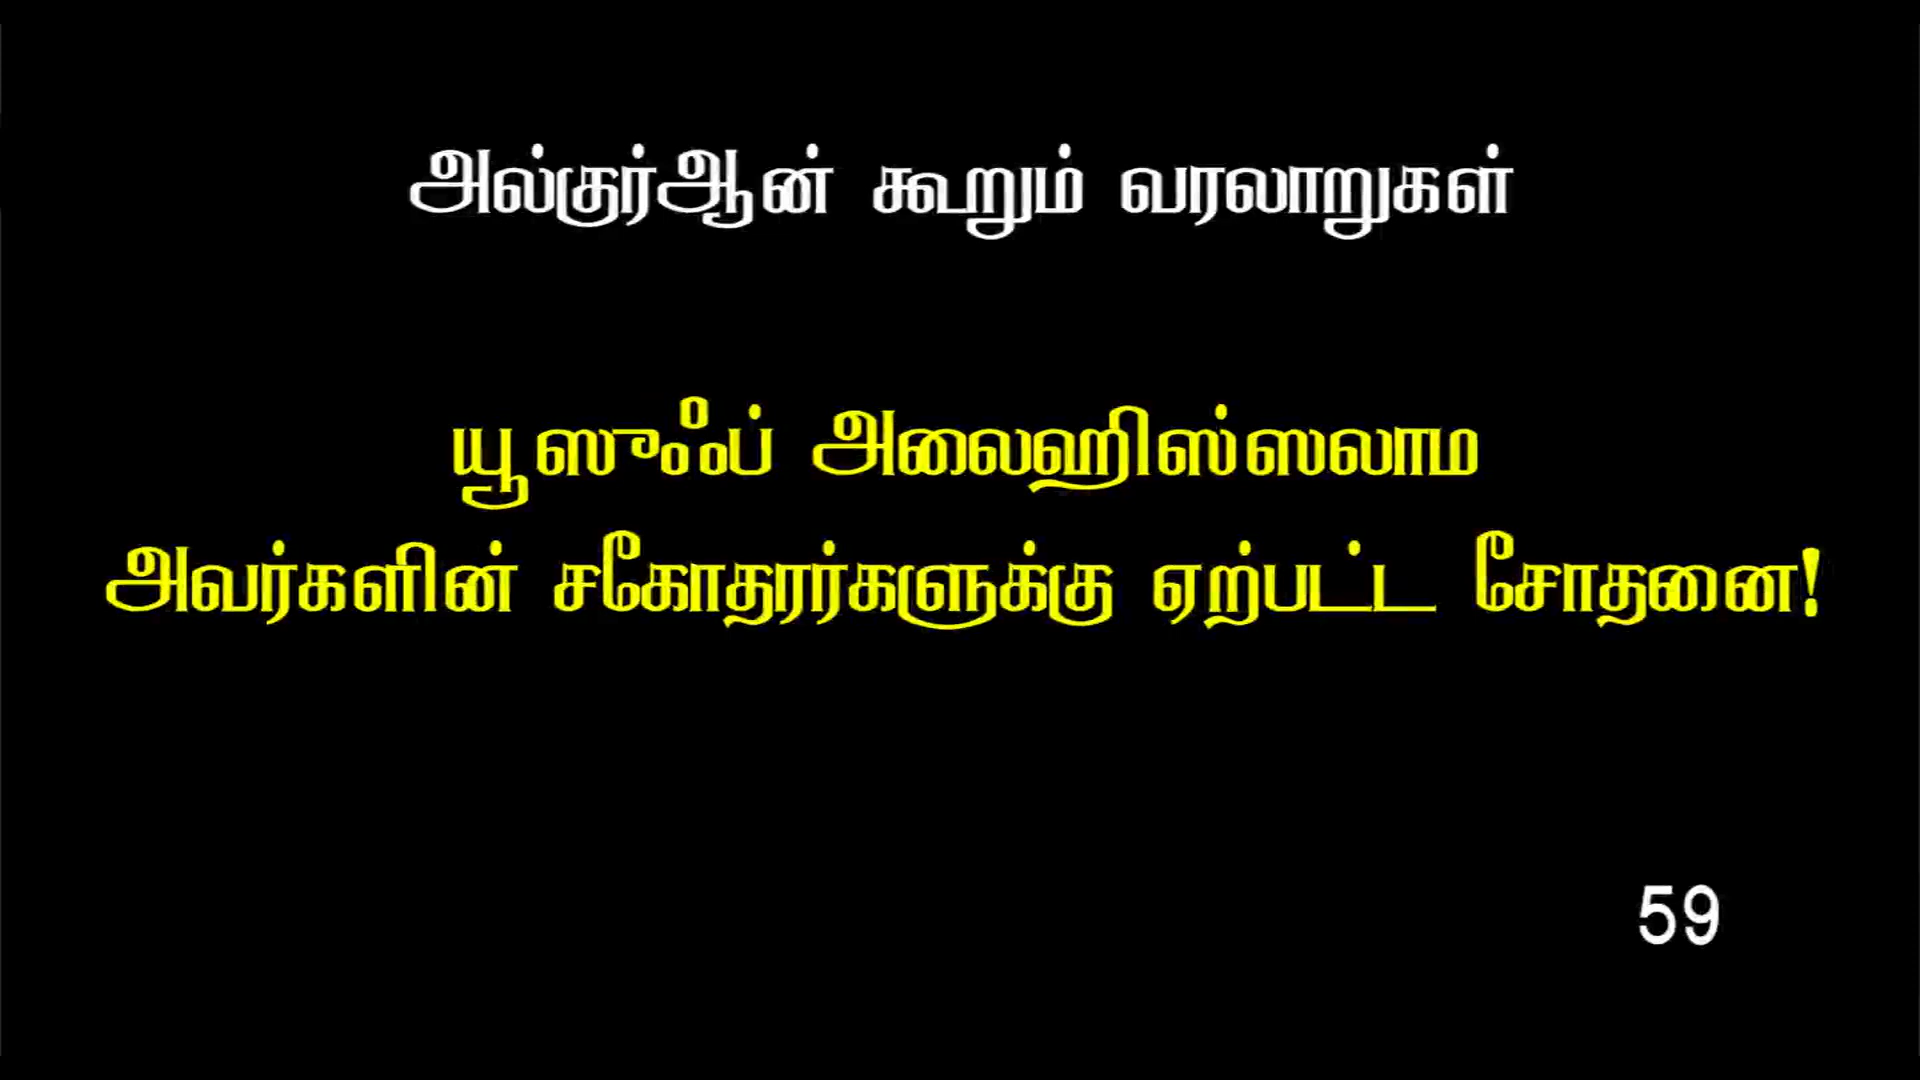 அல்குர்ஆன் கூறும் வரலாறுகள்
யூஸுஃப் அலைஹிஸ்ஸலாம
அவர்களின் சகோதரர்களுக்கு ஏற்பட்ட சோதனை!
59